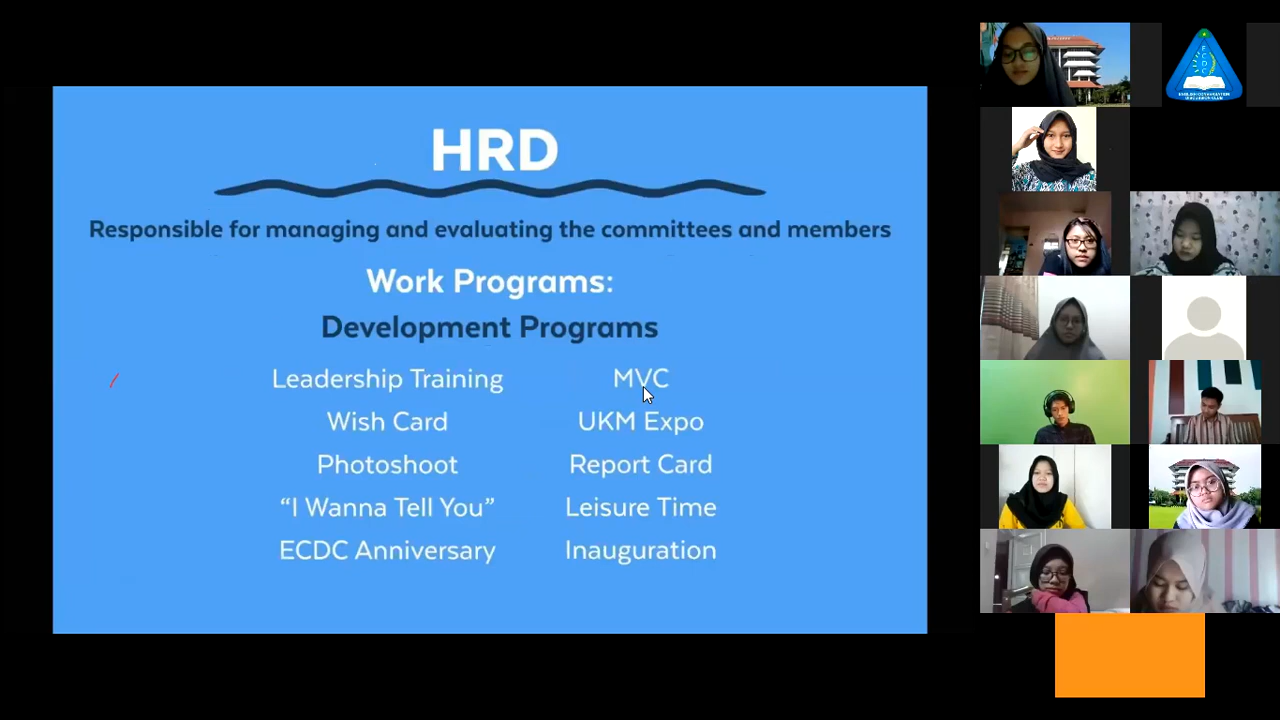 HRD
Responsible for managing and evaluating the committees and members
Work Programs:
Development Programs
Leadership Training
MVC
Wish Card
UKM Expo
Photoshoot
Report Card
“I Wanna Tell You”
Leisure Time
ECDC Anniversary
Inauguration
ECDC